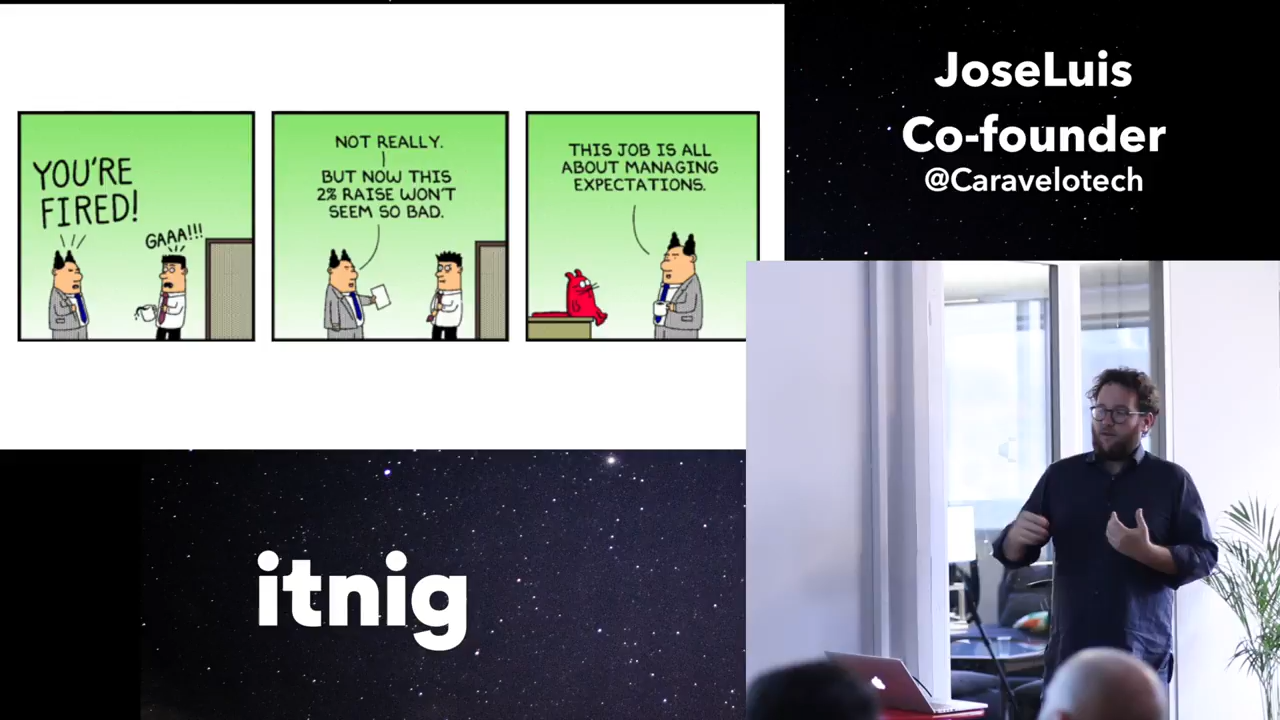 YOU'RE
FIRED!
GAAA!!!
NOT REALLY.
BUT NOW THIS
2% RAISE WON'T
SEEM SO BAD.
THIS JOB IS ALL
ABOUT MANAGING
EXPECTATIONS.
JoseLuis
Co-founder
@Caravelotech
itnig